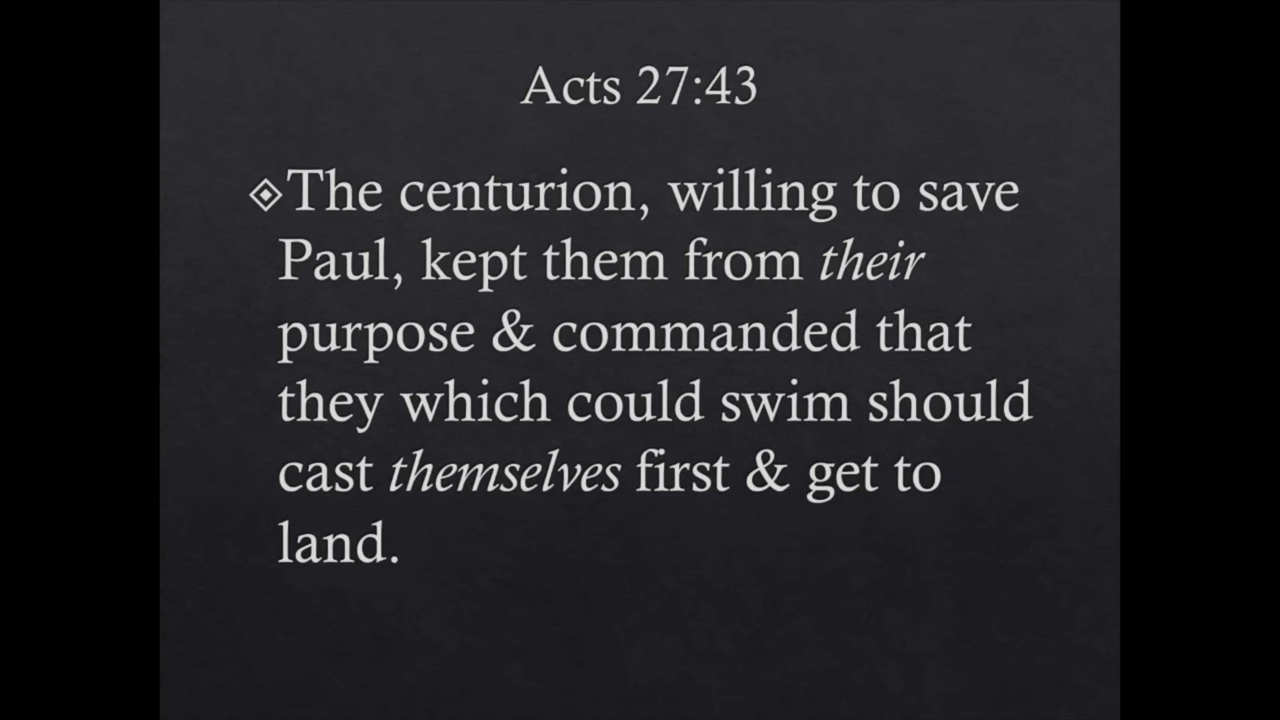 Acts 27:43
The centurion, willing to save
Paul, kept them from their
purpose & commanded that
they which could swim should
cast themselves first & get to
land.